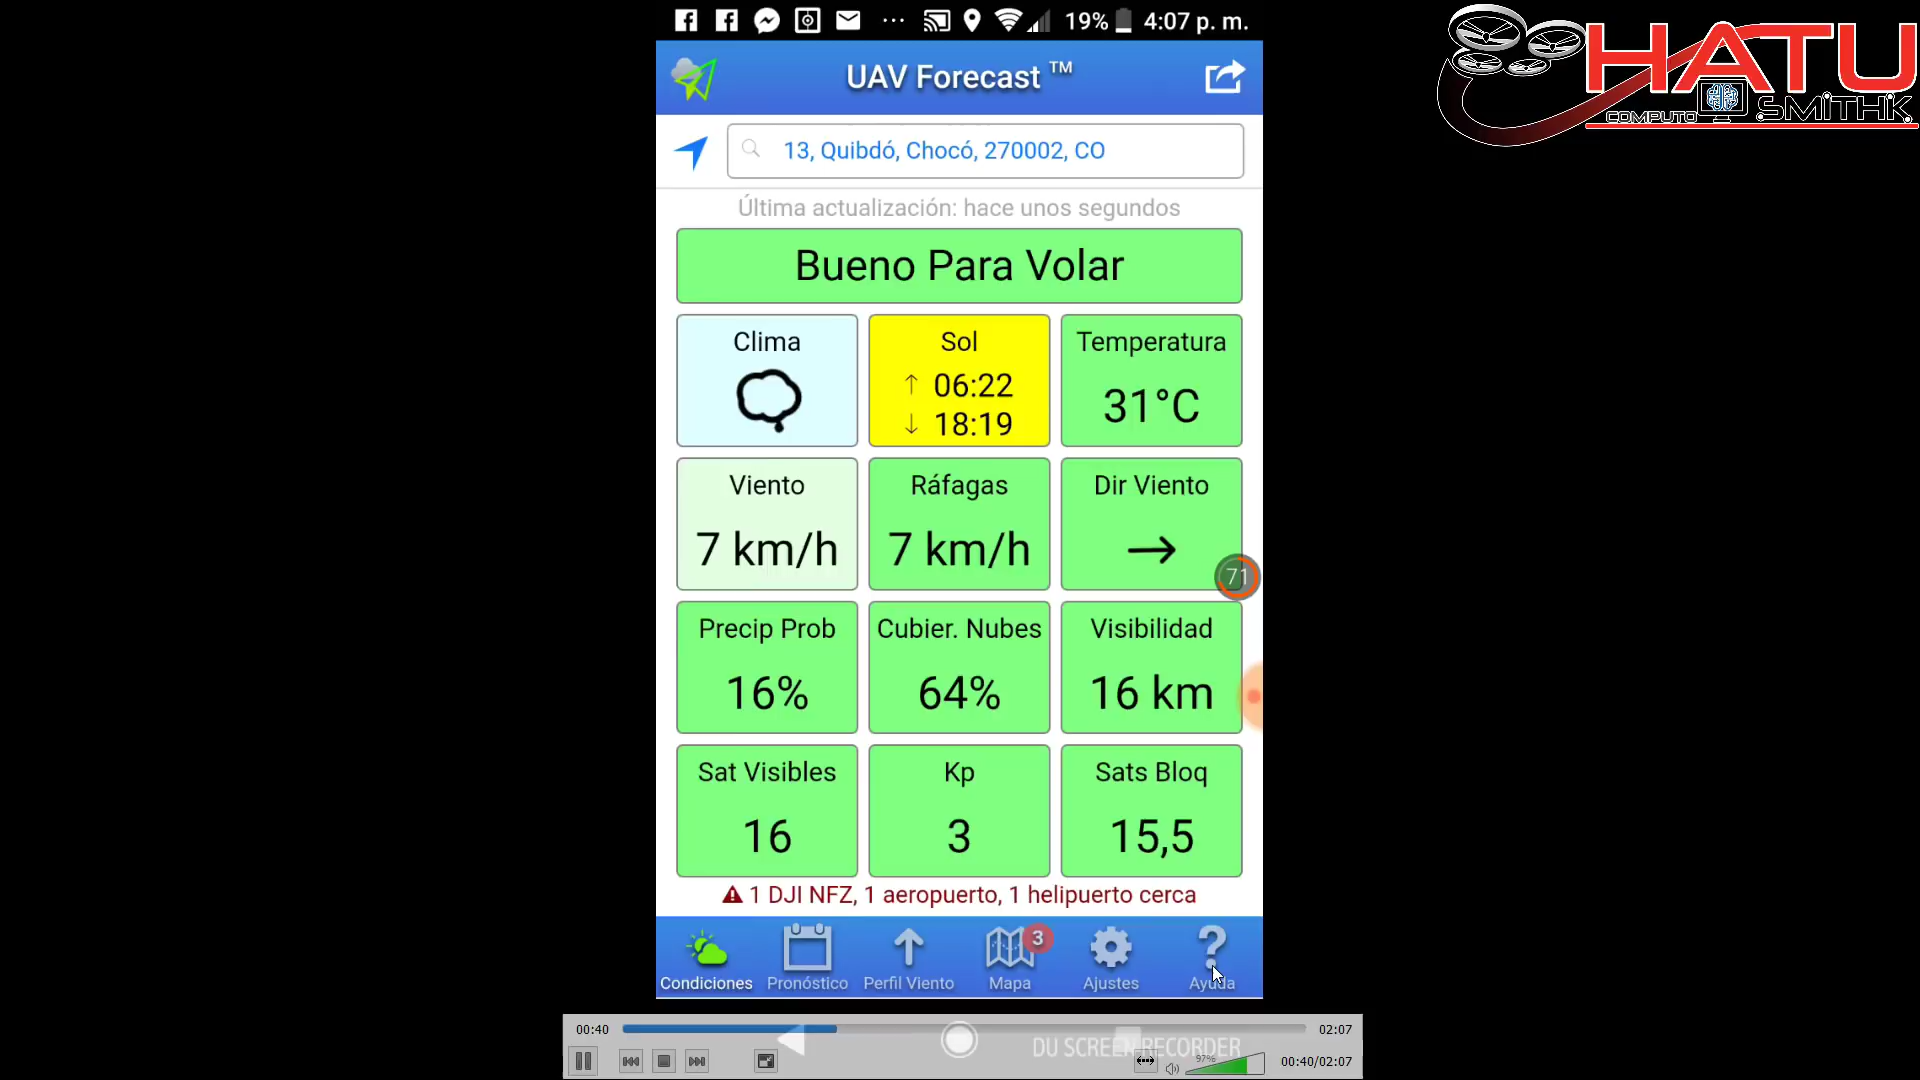 19% 4:07 p. m.
HATU
COMPUTO SMITHK
UAV Forecast ™
13, Quibdó, Chocó, 270002, CO
Última actualización: hace unos segundos
Bueno Para Volar
Clima
Sol
↑ 06:22
↓ 18:19
Temperatura
31°C
Viento
7 km/h
Ráfagas
7 km/h
Dir Viento
→
71
Precip Prob
16%
Cubier. Nubes
64%
Visibilidad
16 km
Sat Visibles
16
Kp
3
Sats Bloq
15,5
1 DJI NFZ, 1 aeropuerto, 1 helipuerto cerca
3
Condiciones Pronóstico Perfil Viento Mapa Ajustes Ayuda
00:40 02:07
DU SCREEN RECORDER
97%
00:40/02:07